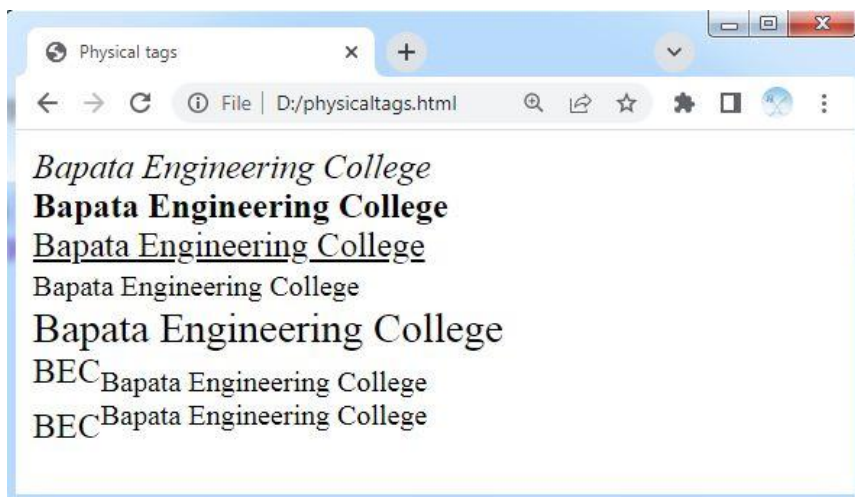 Physical tags
File | D:/physicaltags.html
Bapata Engineering College
Bapata Engineering College
Bapata Engineering College
Bapata Engineering College
Bapata Engineering College
BECBapata Engineering College
BECBapata Engineering College